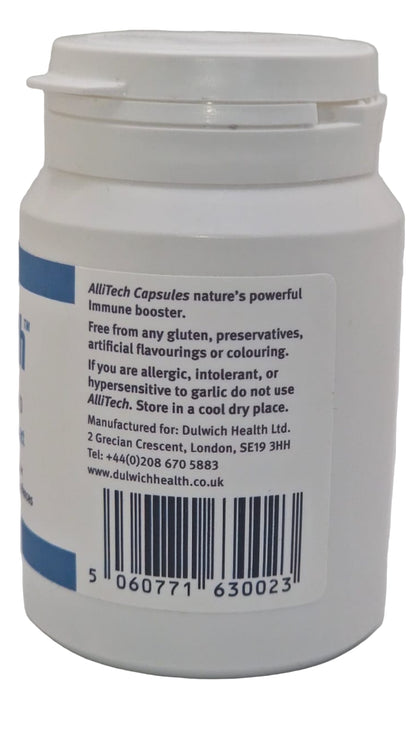 AlliTech Capsules nature's powerful
Immune booster.
Free from any gluten, preservatives,
artificial flavourings or colouring.
If you are allergic, intolerant, or
hypersensitive to garlic do not use
AlliTech. Store in a cool dry place.
Manufactured for: Dulwich Health Ltd.
2 Grecian Crescent, London, SE19 3HH
Tel: +44(0)208 670 5883
www.dulwichhealth.co.uk
5 060771 630023